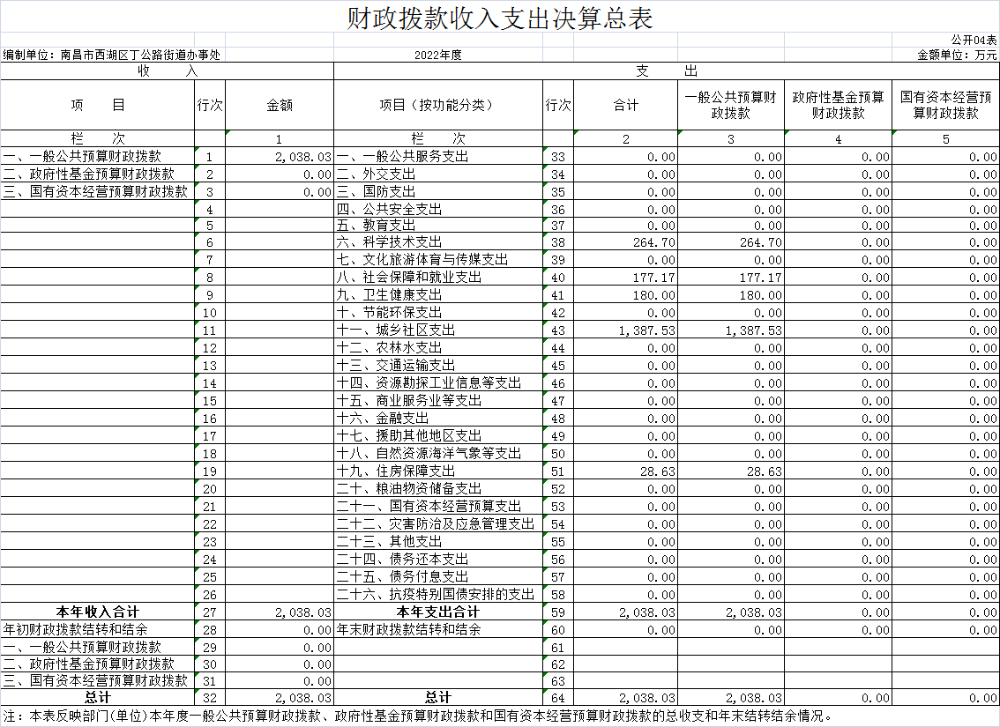 财政拨款收入支出决算总表
公开04表
编制单位：南昌市西湖区丁公路街道办事处 2022年度 金额单位：万元
收 入 支 出
项 目 行次 金额 项目（按功能分类） 行次 合计 一般公共预算财政拨款 政府性基金预算财政拨款 国有资本经营预算财政拨款
栏 次 1 栏 次 2 3 4 5
一、一般公共预算财政拨款 1 2,038.03 一、一般公共服务支出 33 0.00 0.00 0.00 0.00
二、政府性基金预算财政拨款 2 0.00 二、外交支出 34 0.00 0.00 0.00 0.00
三、国有资本经营预算财政拨款 3 0.00 三、国防支出 35 0.00 0.00 0.00 0.00
4 四、公共安全支出 36 0.00 0.00 0.00 0.00
5 五、教育支出 37 0.00 0.00 0.00 0.00
6 六、科学技术支出 38 264.70 264.70 0.00 0.00
7 七、文化旅游体育与传媒支出 39 0.00 0.00 0.00 0.00
8 八、社会保障和就业支出 40 177.17 177.17 0.00 0.00
9 九、卫生健康支出 41 180.00 180.00 0.00 0.00
10 十、节能环保支出 42 0.00 0.00 0.00 0.00
11 十一、城乡社区支出 43 1,387.53 1,387.53 0.00 0.00
12 十二、农林水支出 44 0.00 0.00 0.00 0.00
13 十三、交通运输支出 45 0.00 0.00 0.00 0.00
14 十四、资源勘探工业信息等支出 46 0.00 0.00 0.00 0.00
15 十五、商业服务业等支出 47 0.00 0.00 0.00 0.00
16 十六、金融支出 48 0.00 0.00 0.00 0.00
17 十七、援助其他地区支出 49 0.00 0.00 0.00 0.00
18 十八、自然资源海洋气象等支出 50 0.00 0.00 0.00 0.00
19 十九、住房保障支出 51 28.63 28.63 0.00 0.00
20 二十、粮油物资储备支出 52 0.00 0.00 0.00 0.00
21 二十一、国有资本经营预算支出 53 0.00 0.00 0.00 0.00
22 二十二、灾害防治及应急管理支出 54 0.00 0.00 0.00 0.00
23 二十三、其他支出 55 0.00 0.00 0.00 0.00
24 二十四、债务还本支出 56 0.00 0.00 0.00 0.00
25 二十五、债务付息支出 57 0.00 0.00 0.00 0.00
26 二十六、抗疫特别国债安排的支出 58 0.00 0.00 0.00 0.00
本年收入合计 27 2,038.03 本年支出合计 59 2,038.03 2,038.03 0.00 0.00
年初财政拨款结转和结余 28 0.00 年末财政拨款结转和结余 60 0.00 0.00 0.00 0.00
一、一般公共预算财政拨款 29 0.00 61
二、政府性基金预算财政拨款 30 0.00 62
三、国有资本经营预算财政拨款 31 0.00 63
总计 32 2,038.03 总计 64 2,038.03 2,038.03 0.00 0.00
注：本表反映部门(单位)本年度一般公共预算财政拨款、政府性基金预算财政拨款和国有资本经营预算财政拨款的总收支和年末结转结余情况。